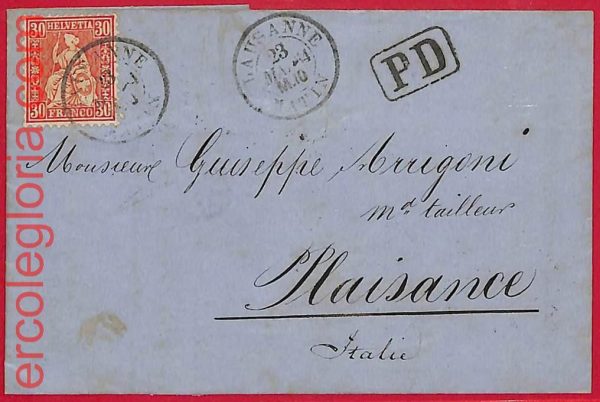 30 HELVETIA 30
30 FRANCO 30
LAUSANNE
23
MATIN
PD
Monsieur Guiseppe Arrigoni
md tailleur
Plaisance
Italie
ercolegloria.com